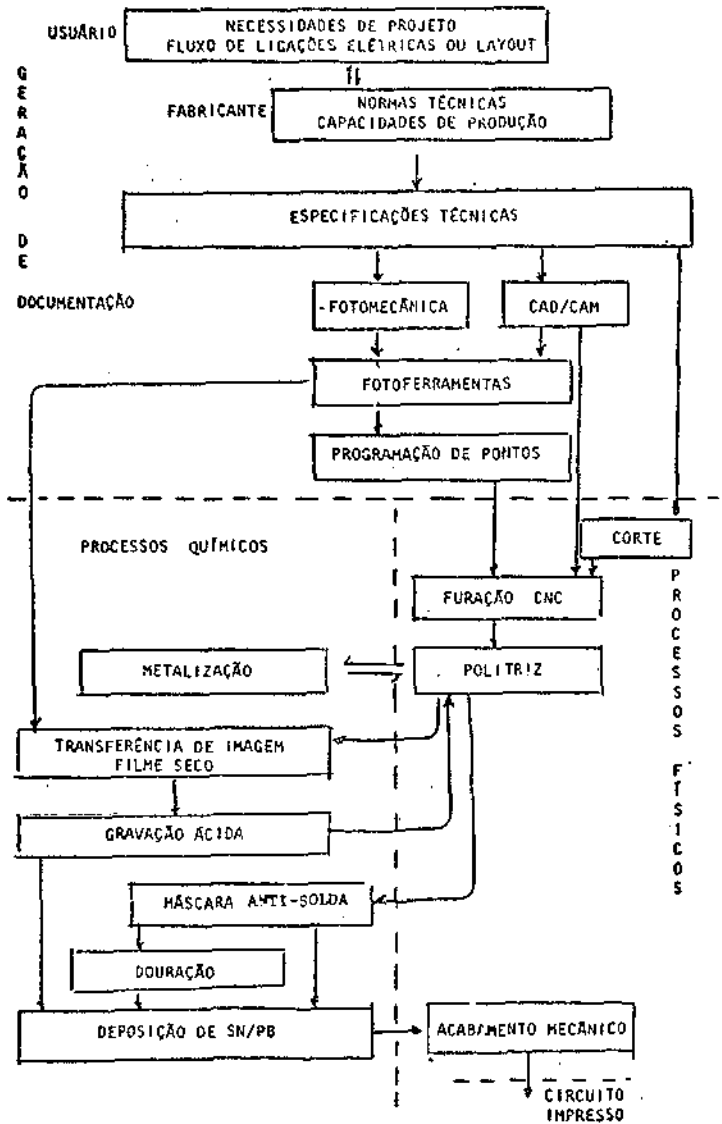 USUÁRIO
NECESSIDADES DE PROJETO
FLUXO DE LIGAÇÕES ELÉTRICAS OU LAYOUT
GERAÇÃO DE
DOCUMENTAÇÃO
FABRICANTE
NORMAS TÉCNICAS
CAPACIDADES DE PRODUÇÃO
ESPECIFICAÇÕES TÉCNICAS
-FOTOMECÂNICA
CAD/CAM
FOTOFERRAMENTAS
PROGRAMAÇÃO DE PONTOS
PROCESSOS QUÍMICOS
CORTE
PROCESSOS FÍSICOS
FURAÇÃO CNC
METALIZAÇÃO
POLITRIZ
TRANSFERÊNCIA DE IMAGEM
FILME SECO
GRAVAÇÃO ÁCIDA
MÁSCARA ANTI-SOLDA
DOURAÇÃO
DEPOSIÇÃO DE SN/PB
ACABAMENTO MECÂNICO
CIRCUITO
IMPRESSO